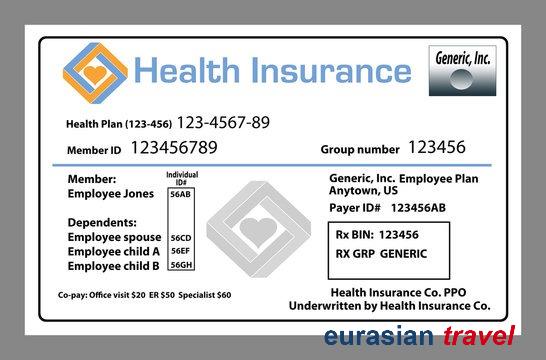 Health Insurance
Generic, Inc.
Health Plan (123-456) 123-4567-89
Member ID 123456789
Group number 123456
Member:
Individual
ID#
Employee Jones 56AB
Dependents:
Employee spouse 56CD
Employee child A 56EF
Employee child B 56GH
Generic, Inc. Employee Plan
Anytown, US
Payer ID# 123456AB
Rx BIN: 123456
RX GRP GENERIC
Co-pay: Office visit $20 ER $50 Specialist $60
Health Insurance Co. PPO
Underwritten by Health Insurance Co.
eurasian travel